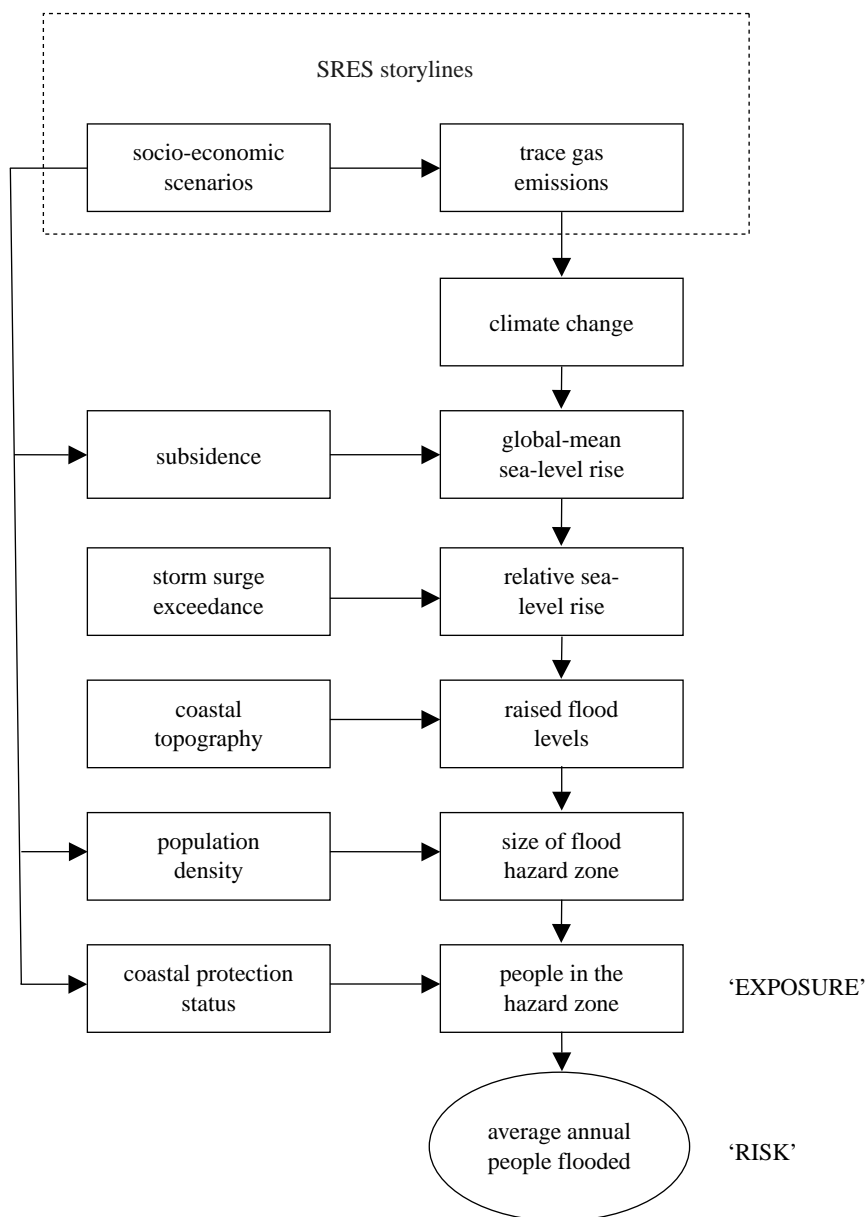 SRES storylines
socio-economic
scenarios
trace gas
emissions
climate change
subsidence
global-mean
sea-level rise
storm surge
exceedance
relative sea-
level rise
coastal
topography
raised flood
levels
population
density
size of flood
hazard zone
coastal protection
status
people in the
hazard zone
‘EXPOSURE’
average annual
people flooded
‘RISK’